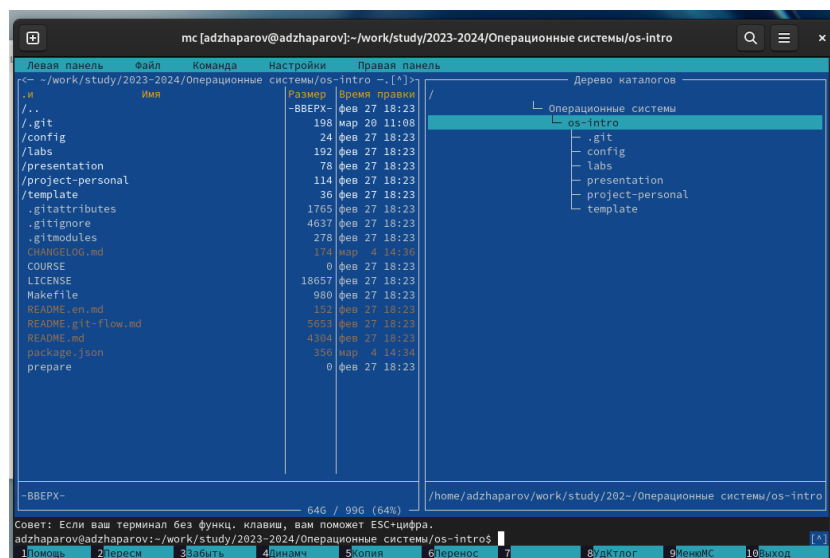 mc [adzhaparov@adzhaparov]:~/work/study/2023-2024/Операционные системы/os-intro
Левая панель Файл Команда Настройки Правая панель
<— ~/work/study/2023-2024/Операционные системы/os-intro —.[^]>
.и Имя Размер Время правки
/.. -ВВЕРХ- фев 27 18:23
/.git 198 мар 20 11:08
/config 24 фев 27 18:23
/labs 192 фев 27 18:23
/presentation 78 фев 27 18:23
/project-personal 114 фев 27 18:23
/template 36 фев 27 18:23
.gitattributes 1765 фев 27 18:23
.gitignore 4637 фев 27 18:23
.gitmodules 278 фев 27 18:23
CHANGELOG.md 174 мар 4 14:36
COURSE 0 фев 27 18:23
LICENSE 18657 фев 27 18:23
Makefile 980 фев 27 18:23
README.en.md 152 фев 27 18:23
README.git-flow.md 5653 фев 27 18:23
README.md 4304 фев 27 18:23
package.json 356 мар 4 14:34
prepare 0 фев 27 18:23
-ВВЕРХ-
64G / 99G (64%)
Дерево каталогов
/
Операционные системы
os-intro
.git
config
labs
presentation
project-personal
template
/home/adzhaparov/work/study/202~/Операционные системы/os-intro
Совет: Если ваш терминал без функц. клавиш, вам поможет ESC+цифра.
adzhaparov@adzhaparov:~/work/study/2023-2024/Операционные системы/os-intro$ [^]
1Помощь 2Пересм 3Забыть 4Динамч 5Копия 6Перенос 7 8УдКтлог 9МенюMC 10Выход